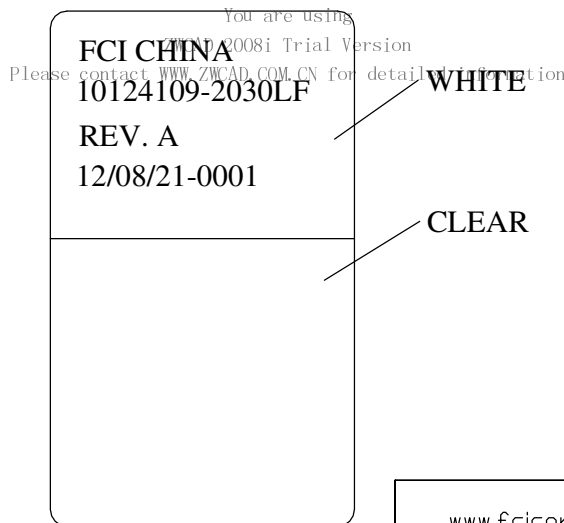 You are using
ZWCAD 2008i Trial Version
Please contact WWW.ZWCAD.COM.CN for detailed information
FCI CHINA
10124109-2030LF
REV. A
12/08/21-0001
WHITE
CLEAR